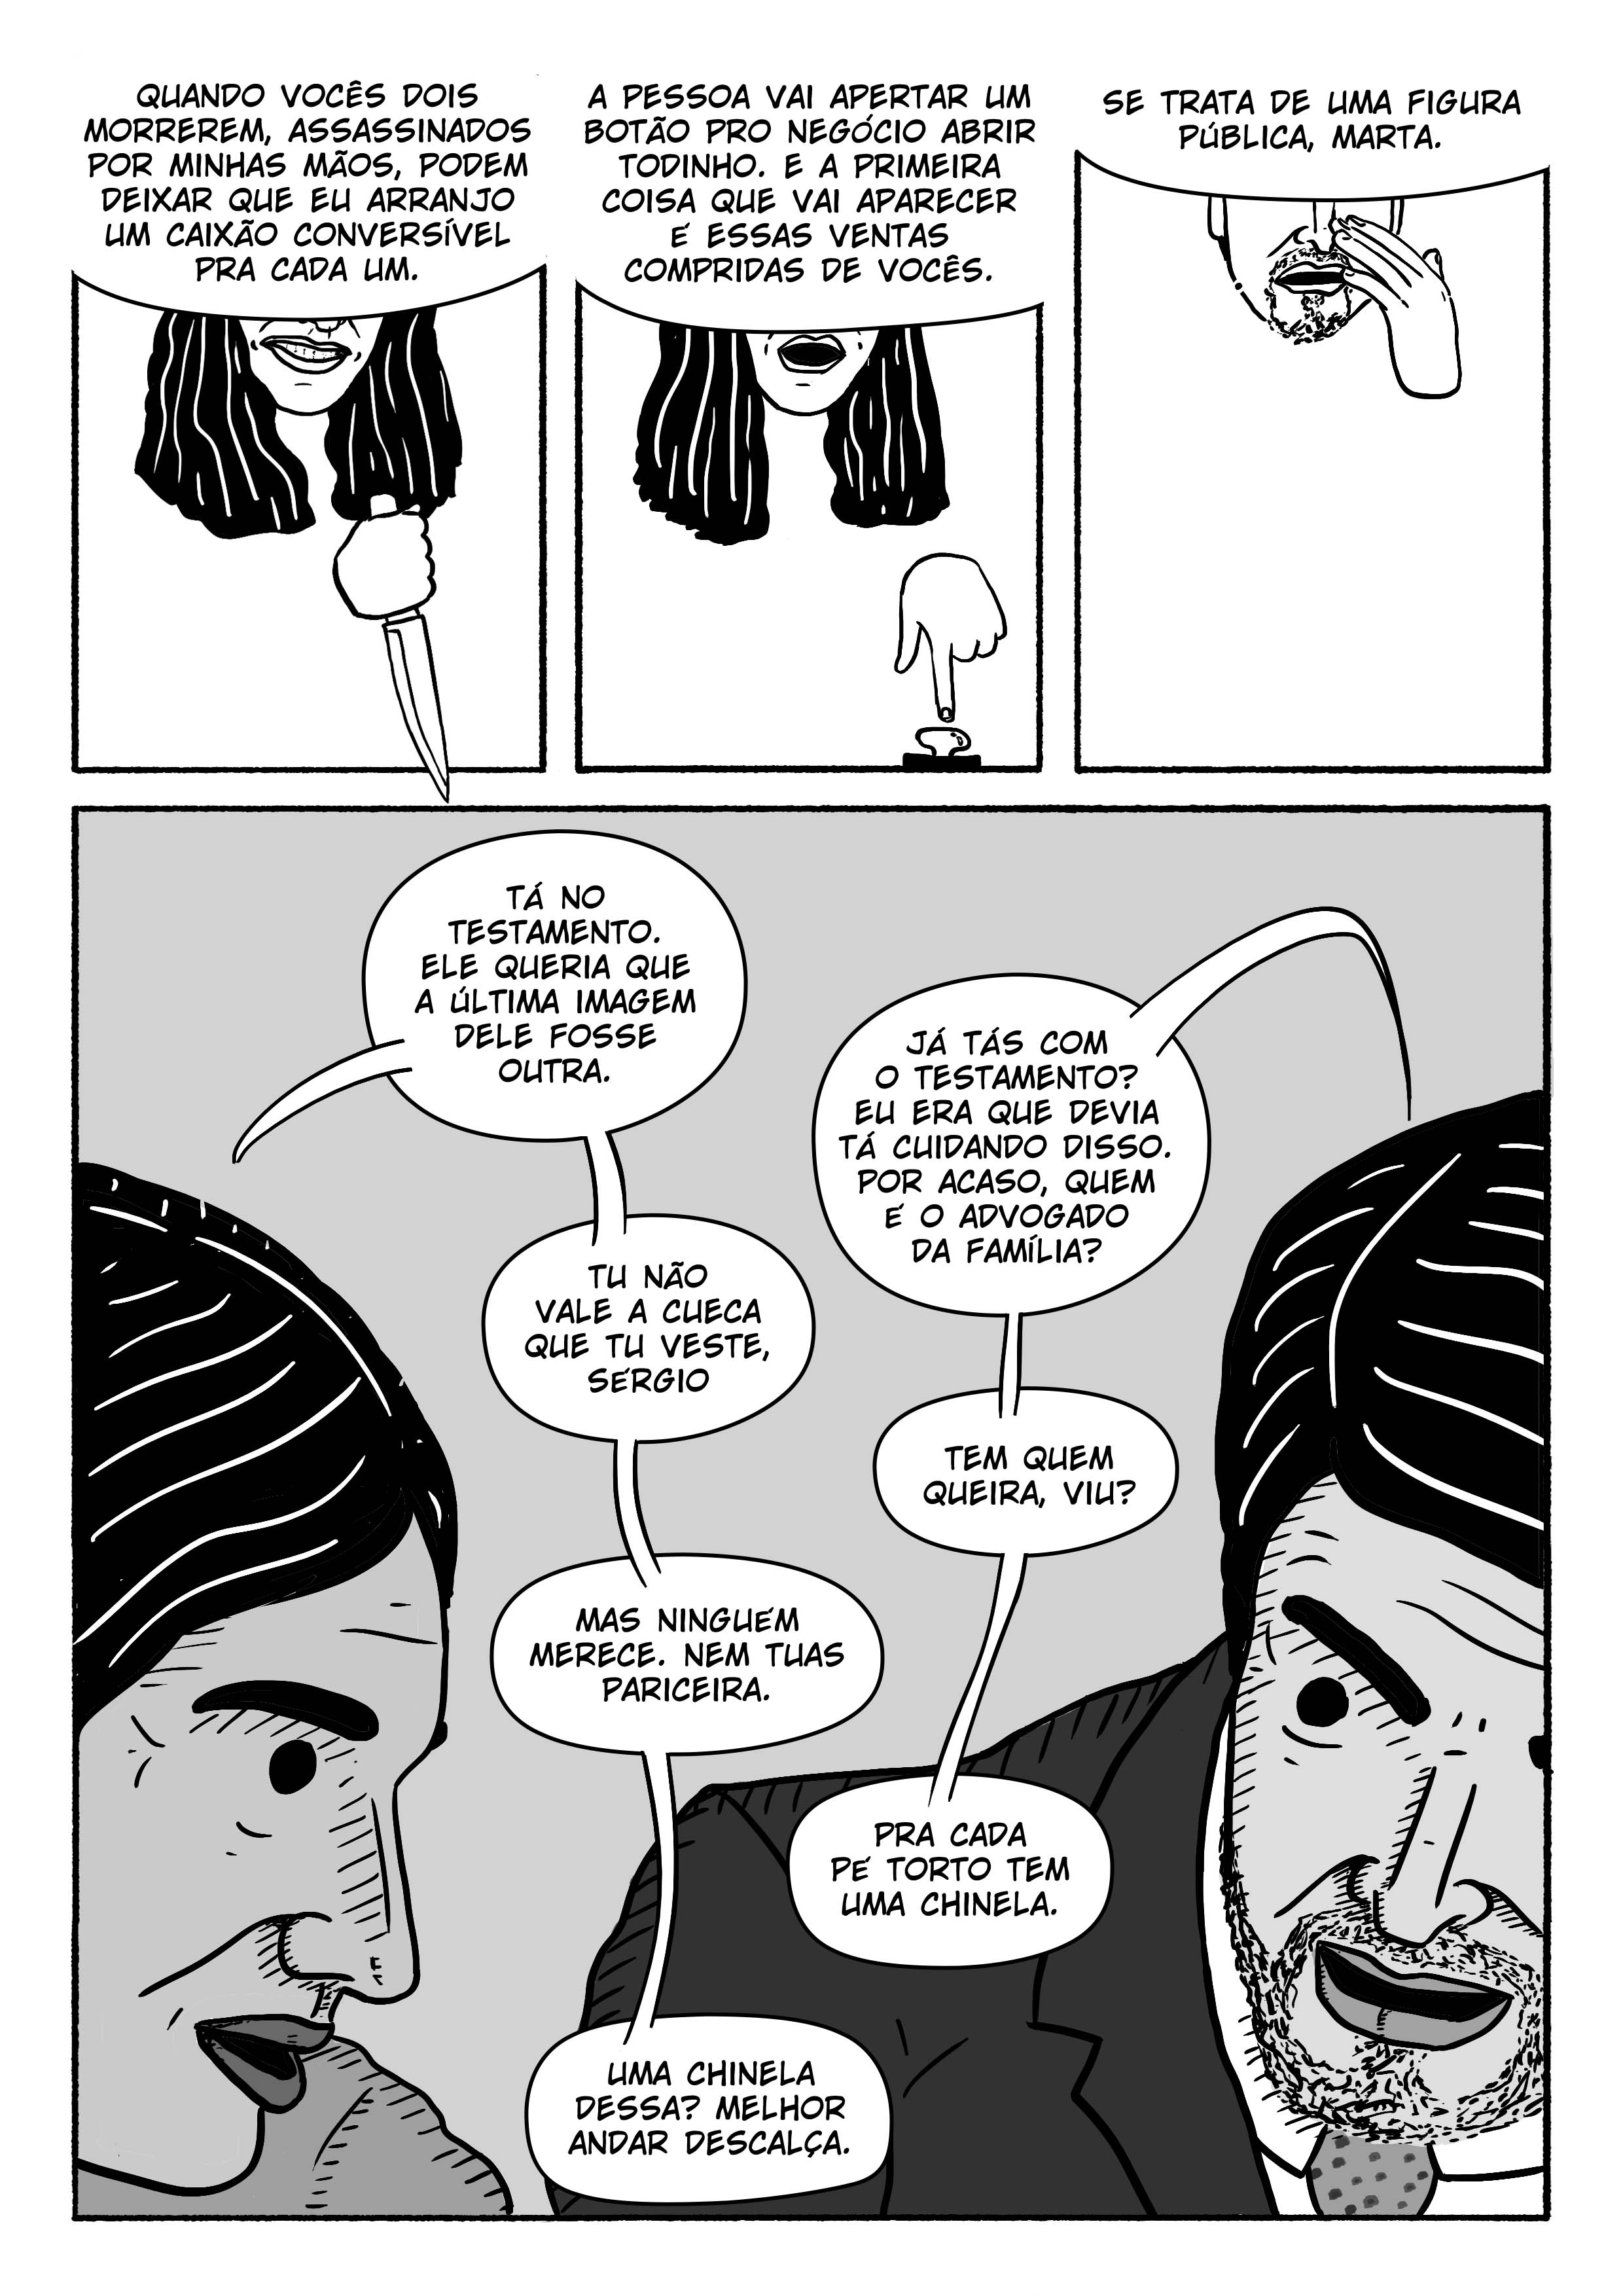 QUANDO VOCÊS DOIS
MORREREM, ASSASSINADOS
POR MINHAS MÃOS, PODEM
DEIXAR QUE EU ARRANJO
UM CAIXÃO CONVERSÍVEL
PRA CADA UM.
A PESSOA VAI APERTAR UM
BOTÃO PRO NEGÓCIO ABRIR
TODINHO. E A PRIMEIRA
COISA QUE VAI APARECER
É ESSAS VENTAS
COMPRIDAS DE VOCÊS.
SE TRATA DE UMA FIGURA
PÚBLICA, MARTA.
TÁ NO
TESTAMENTO.
ELE QUERIA QUE
A ÚLTIMA IMAGEM
DELE FOSSE
OUTRA.
JÁ TÁS COM
O TESTAMENTO?
EU ERA QUE DEVIA
TÁ CUIDANDO DISSO.
POR ACASO, QUEM
É O ADVOGADO
DA FAMÍLIA?
TU NÃO
VALE A CUECA
QUE TU VESTE,
SÉRGIO
TEM QUEM
QUEIRA, VIU?
MAS NINGUÉM
MERECE. NEM TUAS
PARICEIRA.
PRA CADA
PÉ TORTO TEM
UMA CHINELA.
UMA CHINELA
DESSA? MELHOR
ANDAR DESCALÇA.